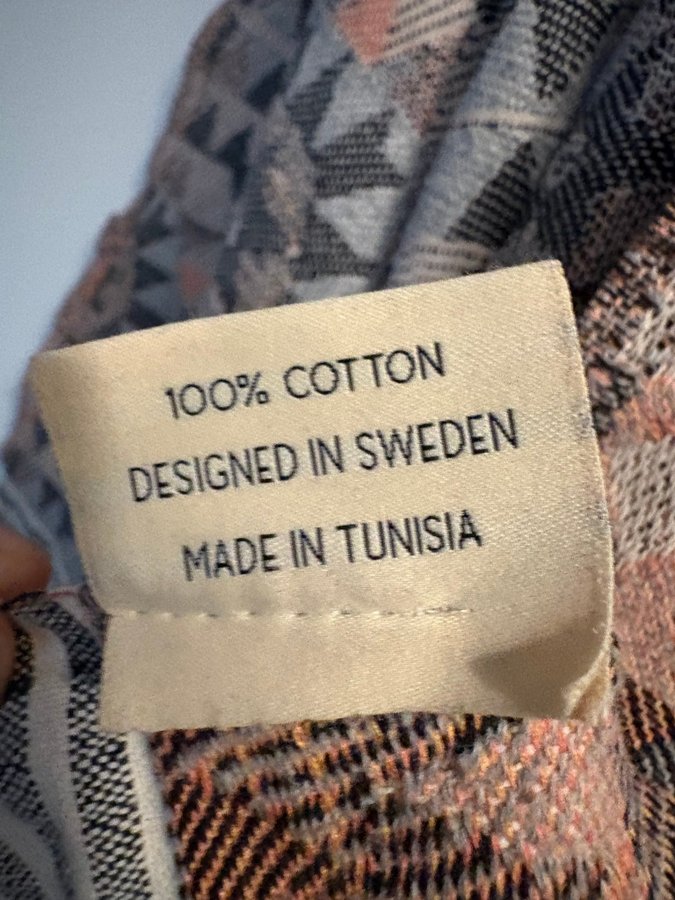 100% COTTON
DESIGNED IN SWEDEN
MADE IN TUNISIA